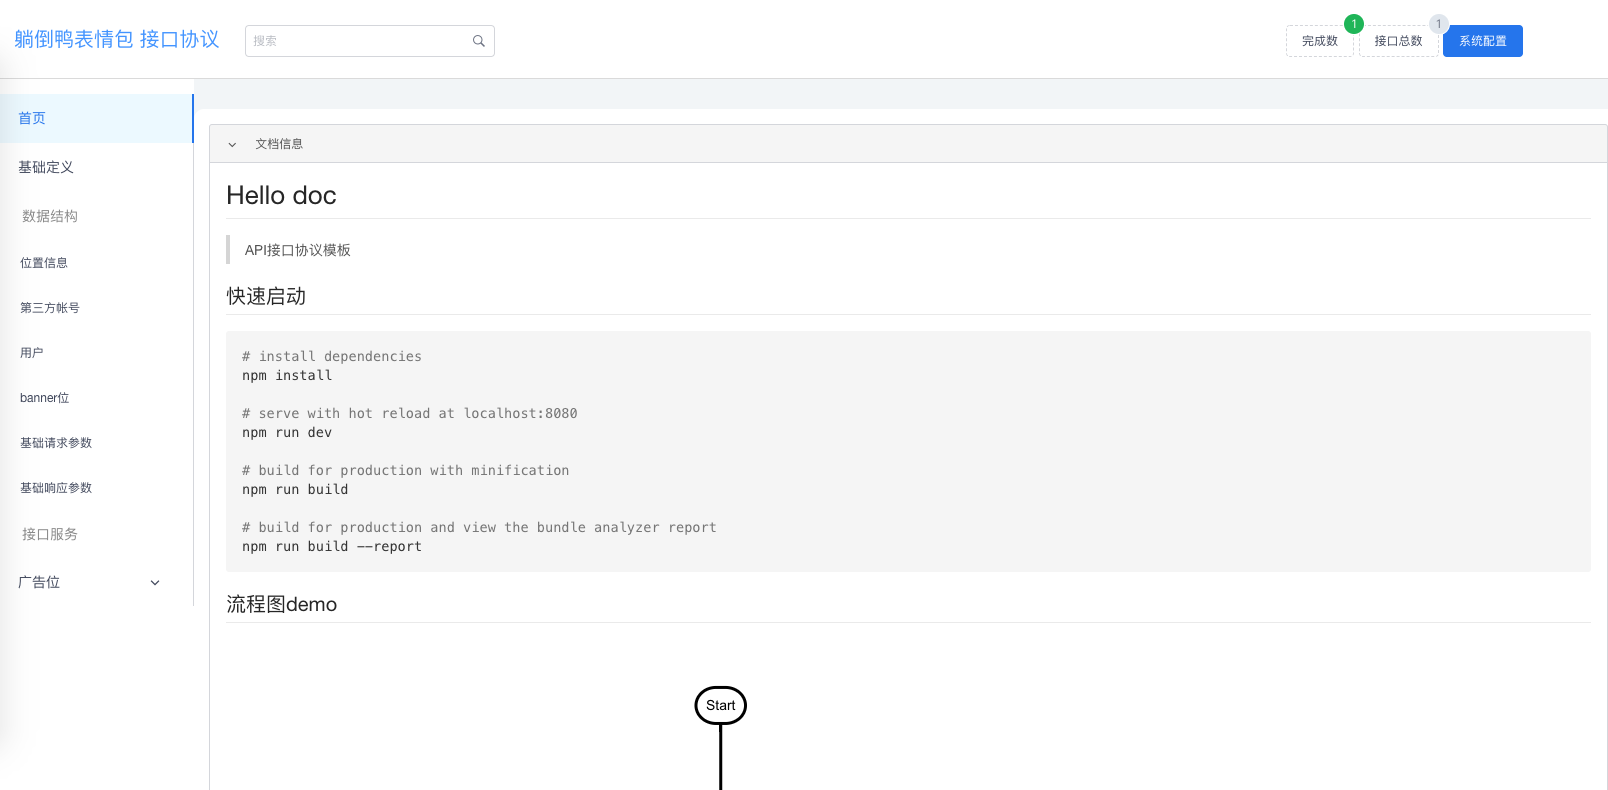 躺倒鸭表情包 接口协议
搜索
完成数
1
接口总数
1
系统配置
首页
基础定义
数据结构
位置信息
第三方帐号
用户
banner位
基础请求参数
基础响应参数
接口服务
广告位
文档信息
Hello doc
API接口协议模板
快速启动
# install dependencies
npm install
# serve with hot reload at localhost:8080
npm run dev
# build for production with minification
npm run build
# build for production and view the bundle analyzer report
npm run build --report
流程图demo
Start